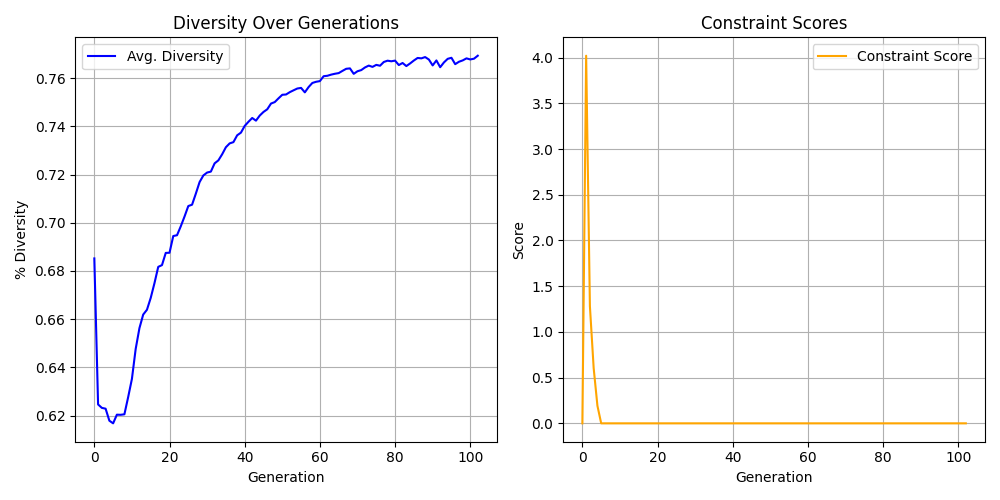 Diversity Over Generations
Avg. Diversity
% Diversity
0.76
0.74
0.72
0.70
0.68
0.66
0.64
0.62
0 20 40 60 80 100
Generation
Constraint Scores
Constraint Score
Score
4.0
3.5
3.0
2.5
2.0
1.5
1.0
0.5
0.0
0 20 40 60 80 100
Generation